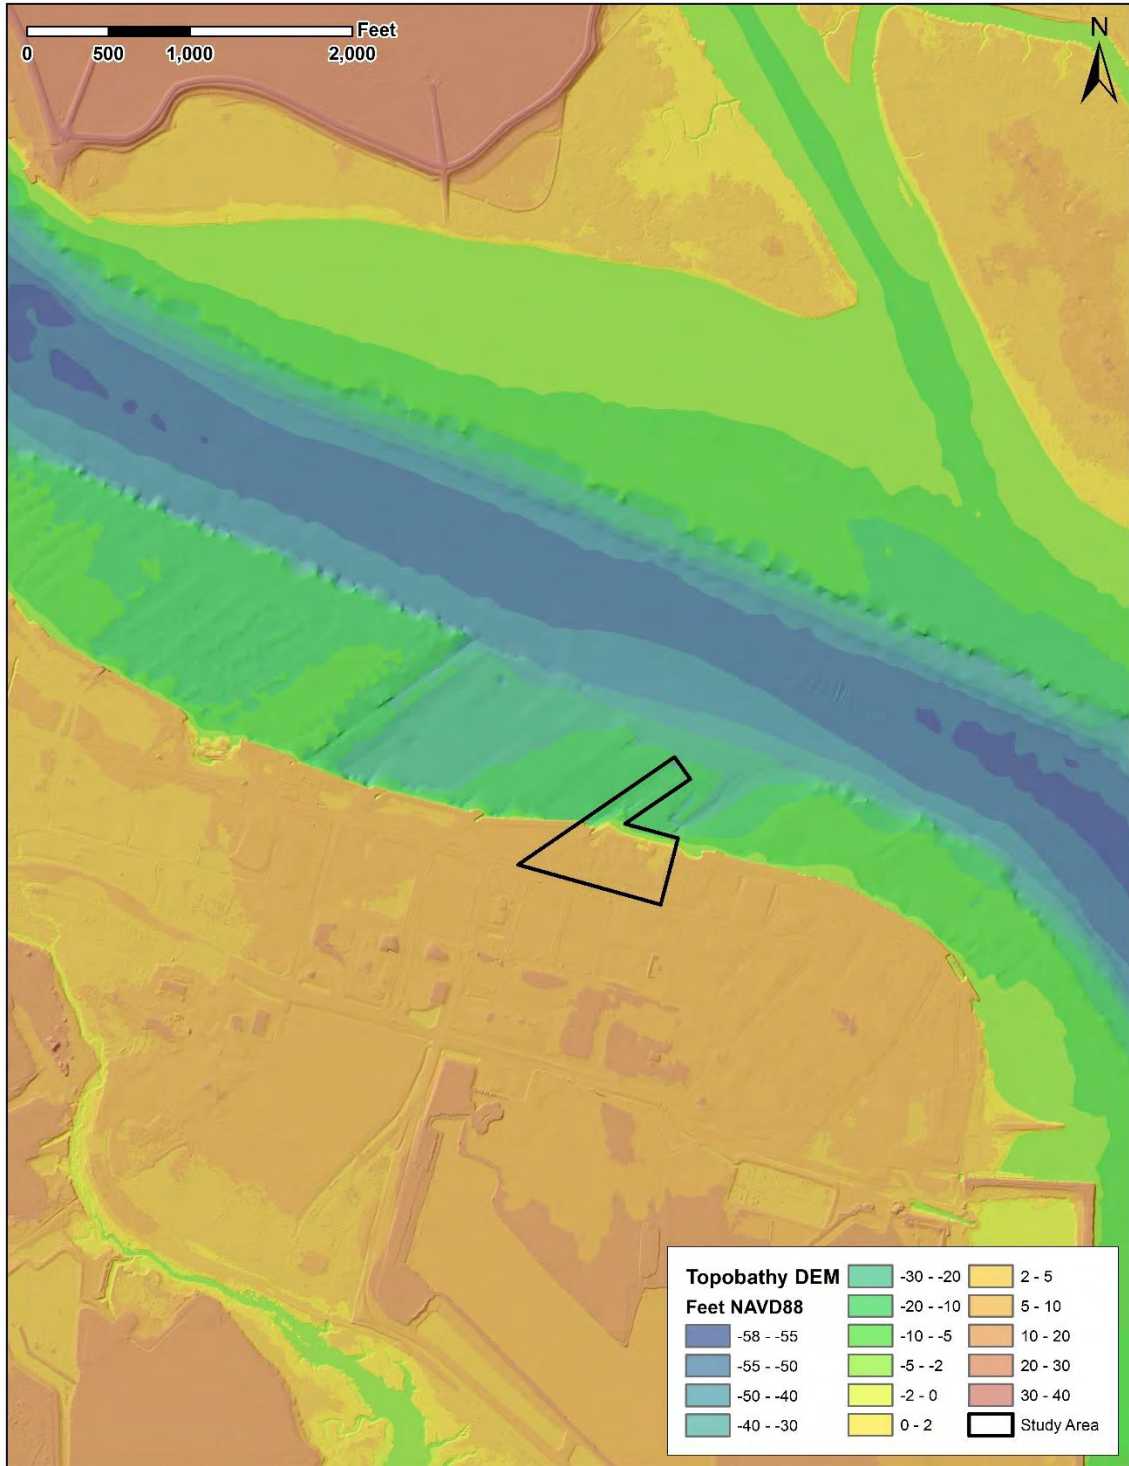 Feet
0 500 1,000 2,000
N
Topobathy DEM
Feet NAVD88
-58 - -55
-55 - -50
-50 - -40
-40 - -30
-30 - -20
-20 - -10
-10 - -5
-5 - -2
-2 - 0
0 - 2
2 - 5
5 - 10
10 - 20
20 - 30
30 - 40
Study Area